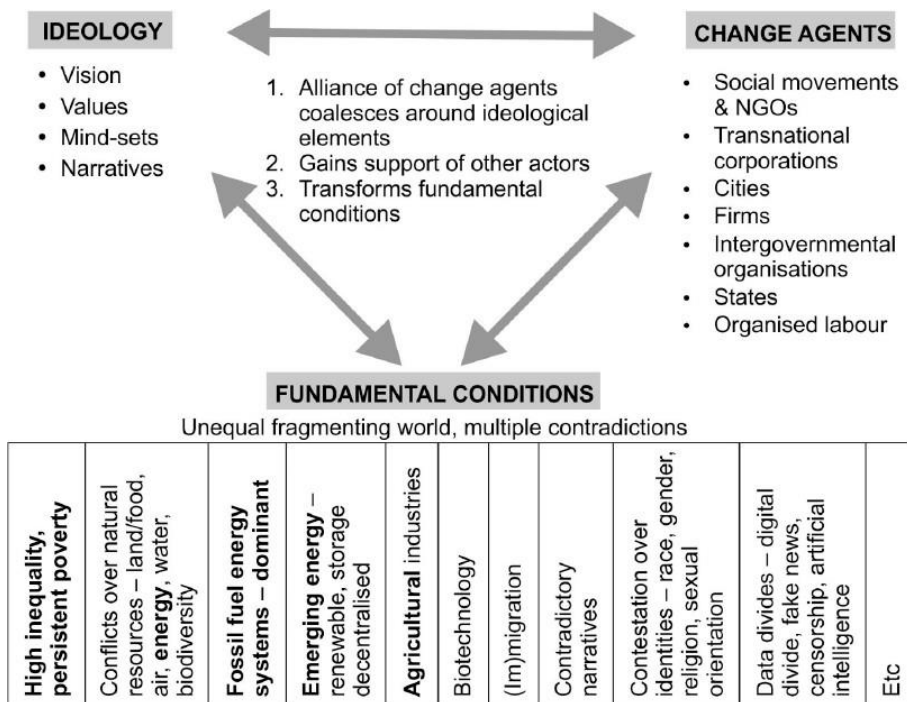 IDEOLOGY
• Vision
• Values
• Mind-sets
• Narratives
1. Alliance of change agents
coalesces around ideological
elements
2. Gains support of other actors
3. Transforms fundamental
conditions
CHANGE AGENTS
• Social movements
& NGOs
• Transnational
corporations
• Cities
• Firms
• Intergovernmental
organisations
• States
• Organised labour
FUNDAMENTAL CONDITIONS
Unequal fragmenting world, multiple contradictions
High inequality,
persistent poverty
Conflicts over natural
resources – land/food,
air, energy, water,
biodiversity
Fossil fuel energy
systems – dominant
Emerging energy –
renewable, storage
decentralised
Agricultural industries
Biotechnology
(Im)migration
Contradictory
narratives
Contestation over
identities – race, gender,
religion, sexual
orientation
Data divides – digital
divide, fake news,
censorship, artificial
intelligence
Etc